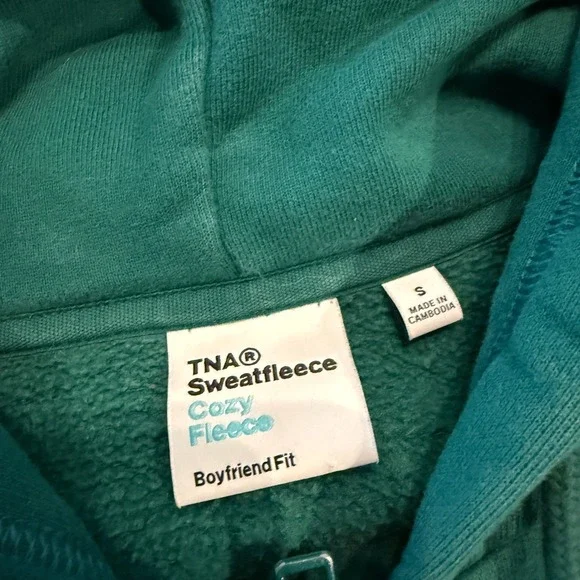 TNA®
Sweatfleece
Cozy
Fleece
Boyfriend Fit
S
MADE IN
CAMBODIA